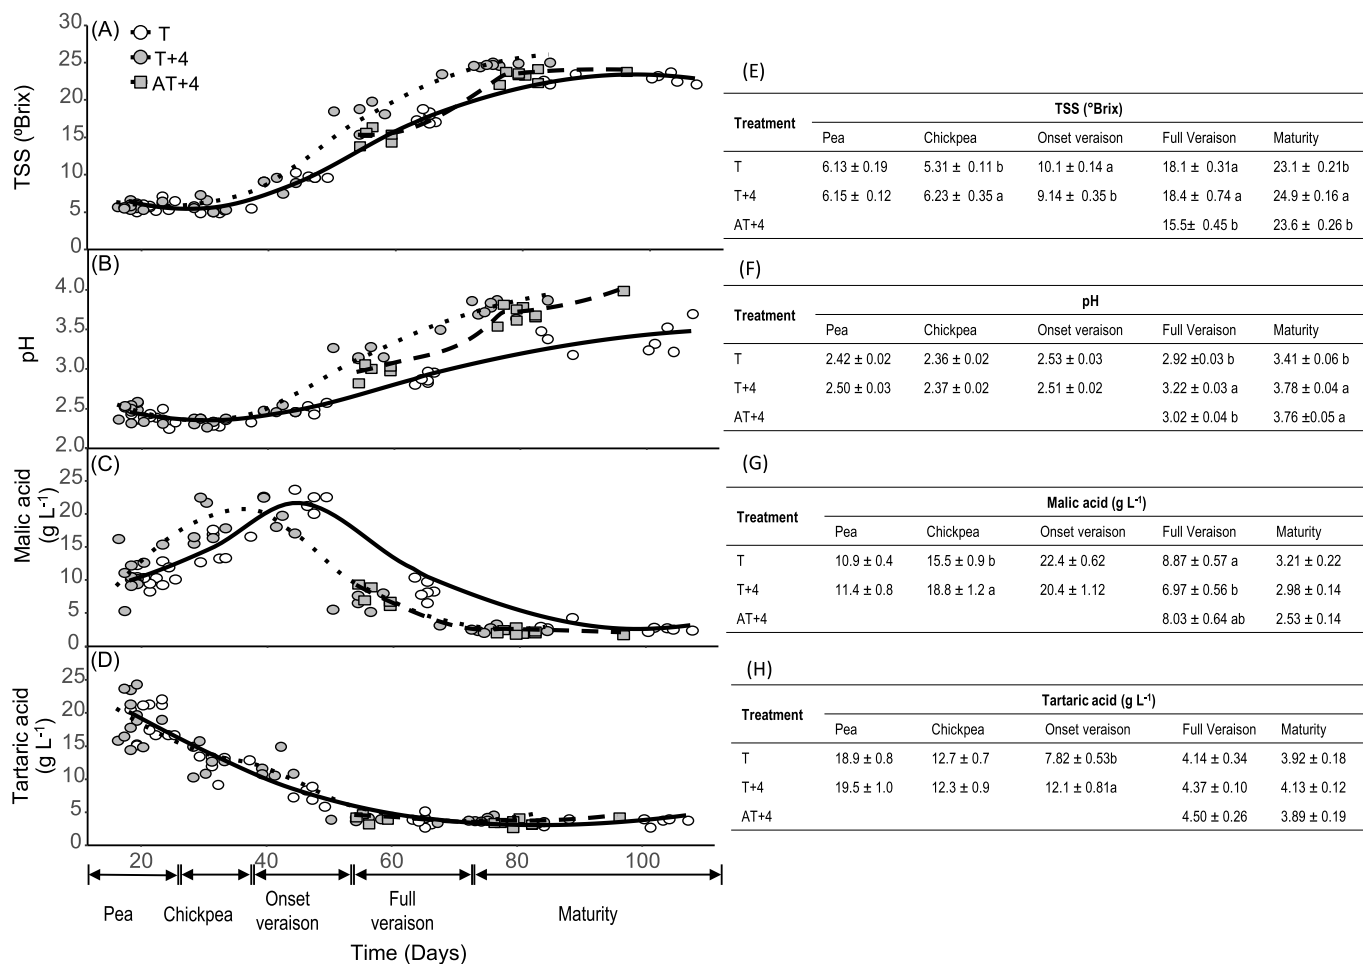 (A)
T
T+4
AT+4
TSS (ºBrix)
30
25
20
15
10
5
0
(B)
pH
4.0
3.5
3.0
2.5
2.0
(C)
Malic acid
(g L-1)
25
20
15
10
5
0
(D)
Tartaric acid
(g L-1)
25
20
15
10
5
0
20 40 60 80 100
Pea Chickpea Onset veraison Full veraison Maturity
Time (Days)
(E)
TSS (°Brix)
Treatment
Pea Chickpea Onset veraison Full Veraison Maturity
T 6.13 ± 0.19 5.31 ± 0.11 b 10.1 ± 0.14 a 18.1 ± 0.31a 23.1 ± 0.21b
T+4 6.15 ± 0.12 6.23 ± 0.35 a 9.14 ± 0.35 b 18.4 ± 0.74 a 24.9 ± 0.16 a
AT+4 15.5± 0.45 b 23.6 ± 0.26 b
(F)
pH
Treatment
Pea Chickpea Onset veraison Full Veraison Maturity
T 2.42 ± 0.02 2.36 ± 0.02 2.53 ± 0.03 2.92 ±0.03 b 3.41 ± 0.06 b
T+4 2.50 ± 0.03 2.37 ± 0.02 2.51 ± 0.02 3.22 ± 0.03 a 3.78 ± 0.04 a
AT+4 3.02 ± 0.04 b 3.76 ±0.05 a
(G)
Malic acid (g L-1)
Treatment
Pea Chickpea Onset veraison Full Veraison Maturity
T 10.9 ± 0.4 15.5 ± 0.9 b 22.4 ± 0.62 8.87 ± 0.57 a 3.21 ± 0.22
T+4 11.4 ± 0.8 18.8 ± 1.2 a 20.4 ± 1.12 6.97 ± 0.56 b 2.98 ± 0.14
AT+4 8.03 ± 0.64 ab 2.53 ± 0.14
(H)
Tartaric acid (g L-1)
Treatment
Pea Chickpea Onset veraison Full Veraison Maturity
T 18.9 ± 0.8 12.7 ± 0.7 7.82 ± 0.53b 4.14 ± 0.34 3.92 ± 0.18
T+4 19.5 ± 1.0 12.3 ± 0.9 12.1 ± 0.81a 4.37 ± 0.10 4.13 ± 0.12
AT+4 4.50 ± 0.26 3.89 ± 0.19